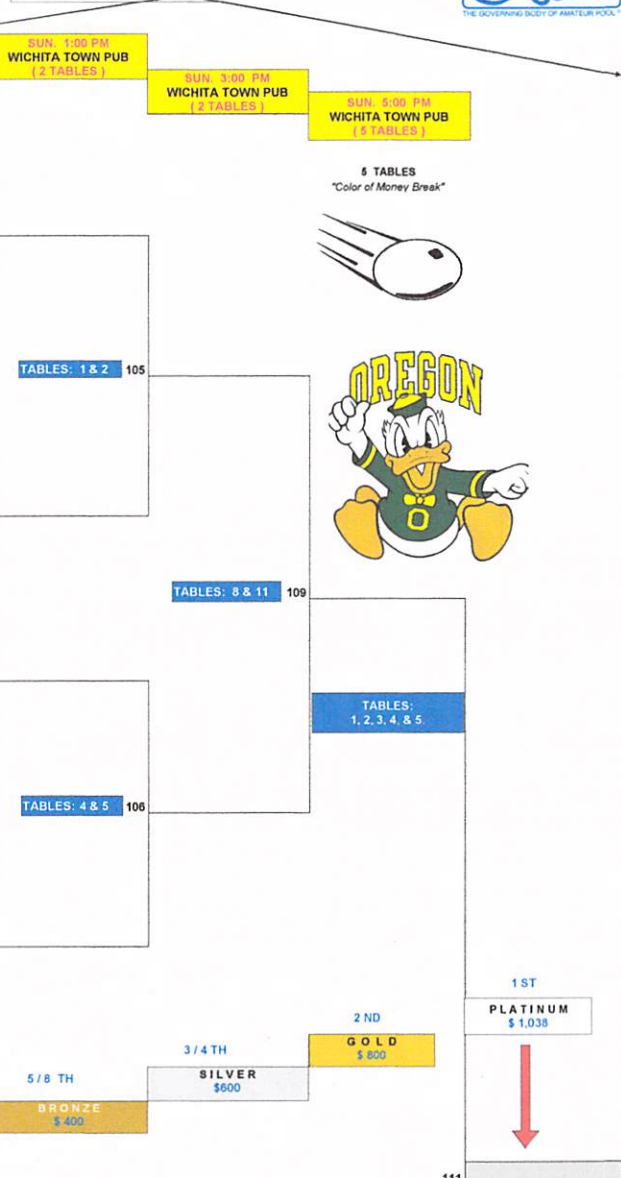 THE GOVERNING BODY OF AMATEUR POOL
SUN. 1:00 PM
WICHITA TOWN PUB
( 2 TABLES )
SUN. 3:00 PM
WICHITA TOWN PUB
( 2 TABLES )
SUN. 5:00 PM
WICHITA TOWN PUB
( 5 TABLES )
5 TABLES
"Color of Money Break"
TABLES: 1 & 2 105
OREGON
O
TABLES: 8 & 11 109
TABLES:
1, 2, 3, 4, & 5.
TABLES: 4 & 5 106
1 ST
PLATINUM
$ 1,038
2 ND
GOLD
$ 800
3 / 4 TH
SILVER
$600
5 / 8 TH
BRONZE
$ 400
111